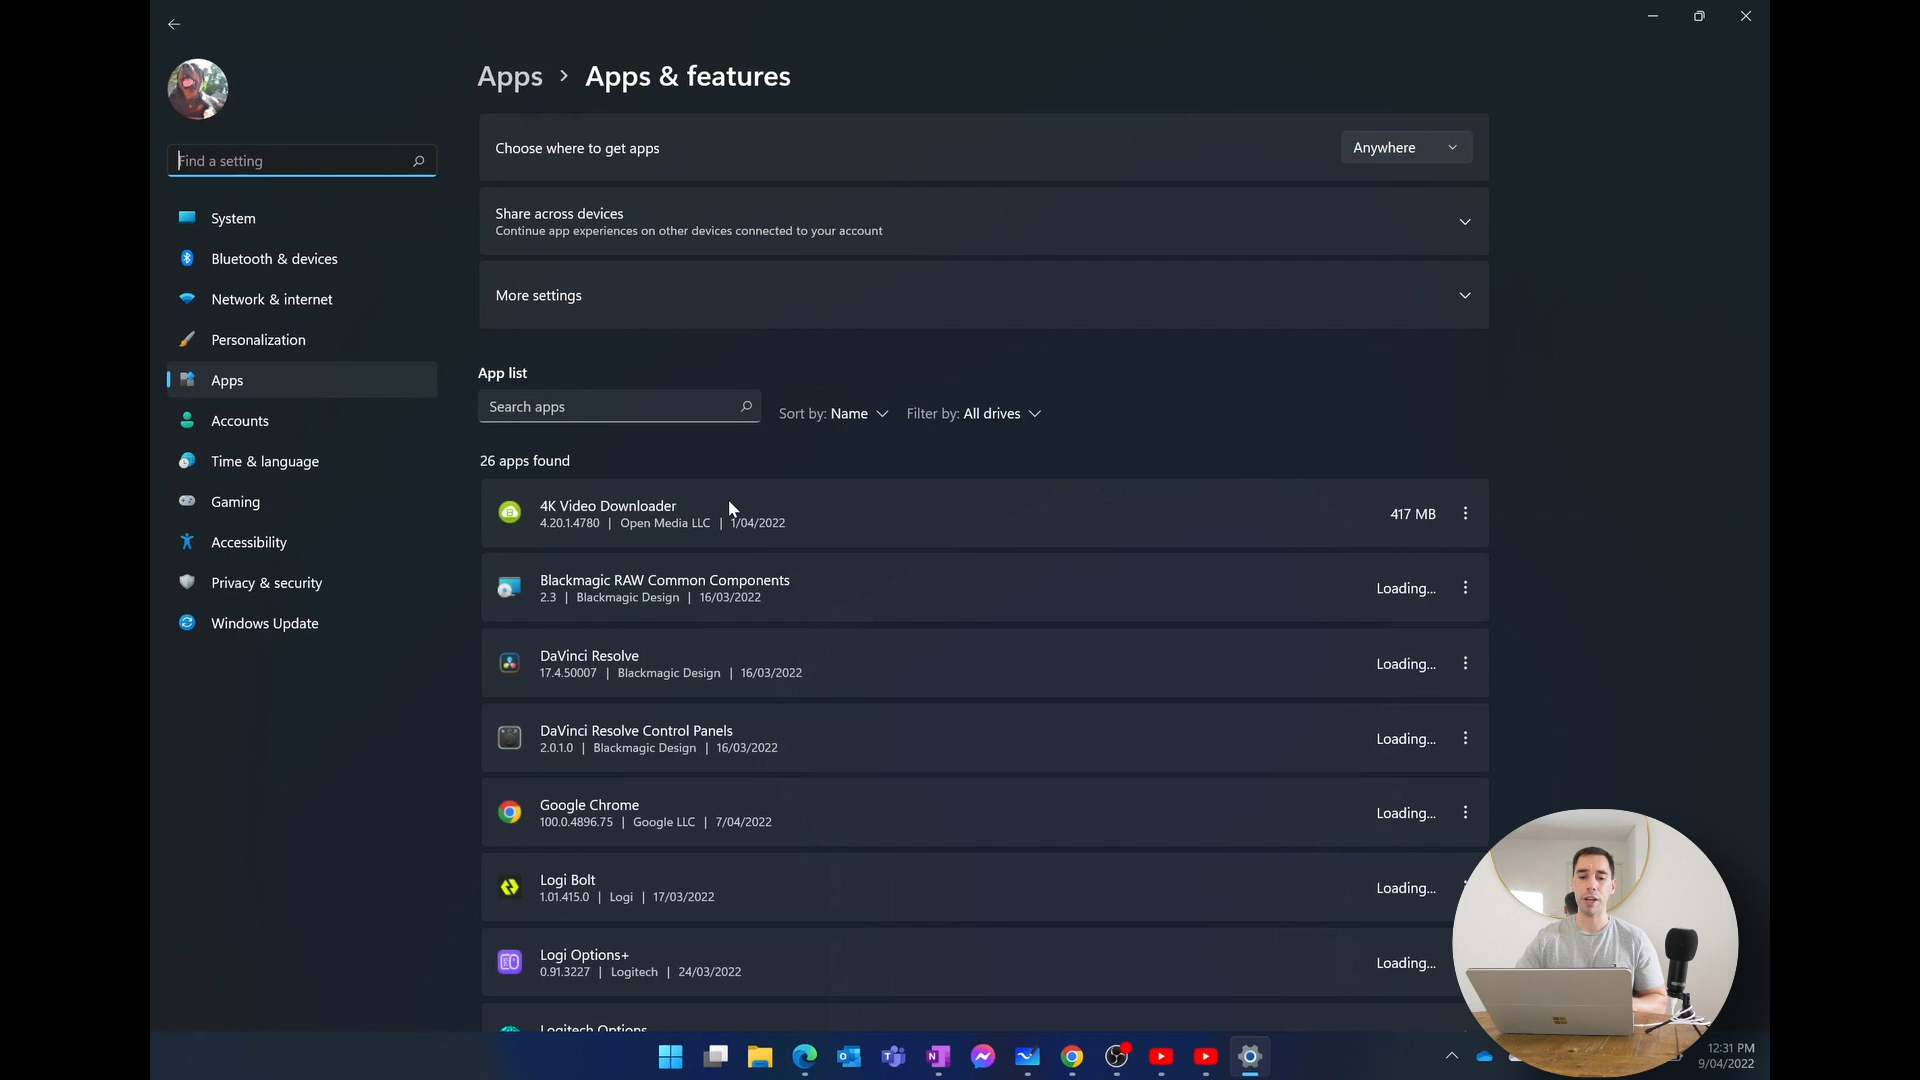 Apps > Apps & features
Find a setting
System
Bluetooth & devices
Network & internet
Personalization
Apps
Accounts
Time & language
Gaming
Accessibility
Privacy & security
Windows Update
Choose where to get apps
Anywhere
Share across devices
Continue app experiences on other devices connected to your account
More settings
App list
Search apps
Sort by: Name
Filter by: All drives
26 apps found
4K Video Downloader
4.20.1.4780 | Open Media LLC | 1/04/2022
417 MB
Blackmagic RAW Common Components
2.3 | Blackmagic Design | 16/03/2022
Loading...
DaVinci Resolve
17.4.50007 | Blackmagic Design | 16/03/2022
Loading...
DaVinci Resolve Control Panels
2.0.1.0 | Blackmagic Design | 16/03/2022
Loading...
Google Chrome
100.0.4896.75 | Google LLC | 7/04/2022
Loading...
Logi Bolt
1.01.415.0 | Logi | 17/03/2022
Loading...
Logi Options+
0.91.3227 | Logitech | 24/03/2022
Loading...
Logitech Options
12:31 PM
9/04/2022